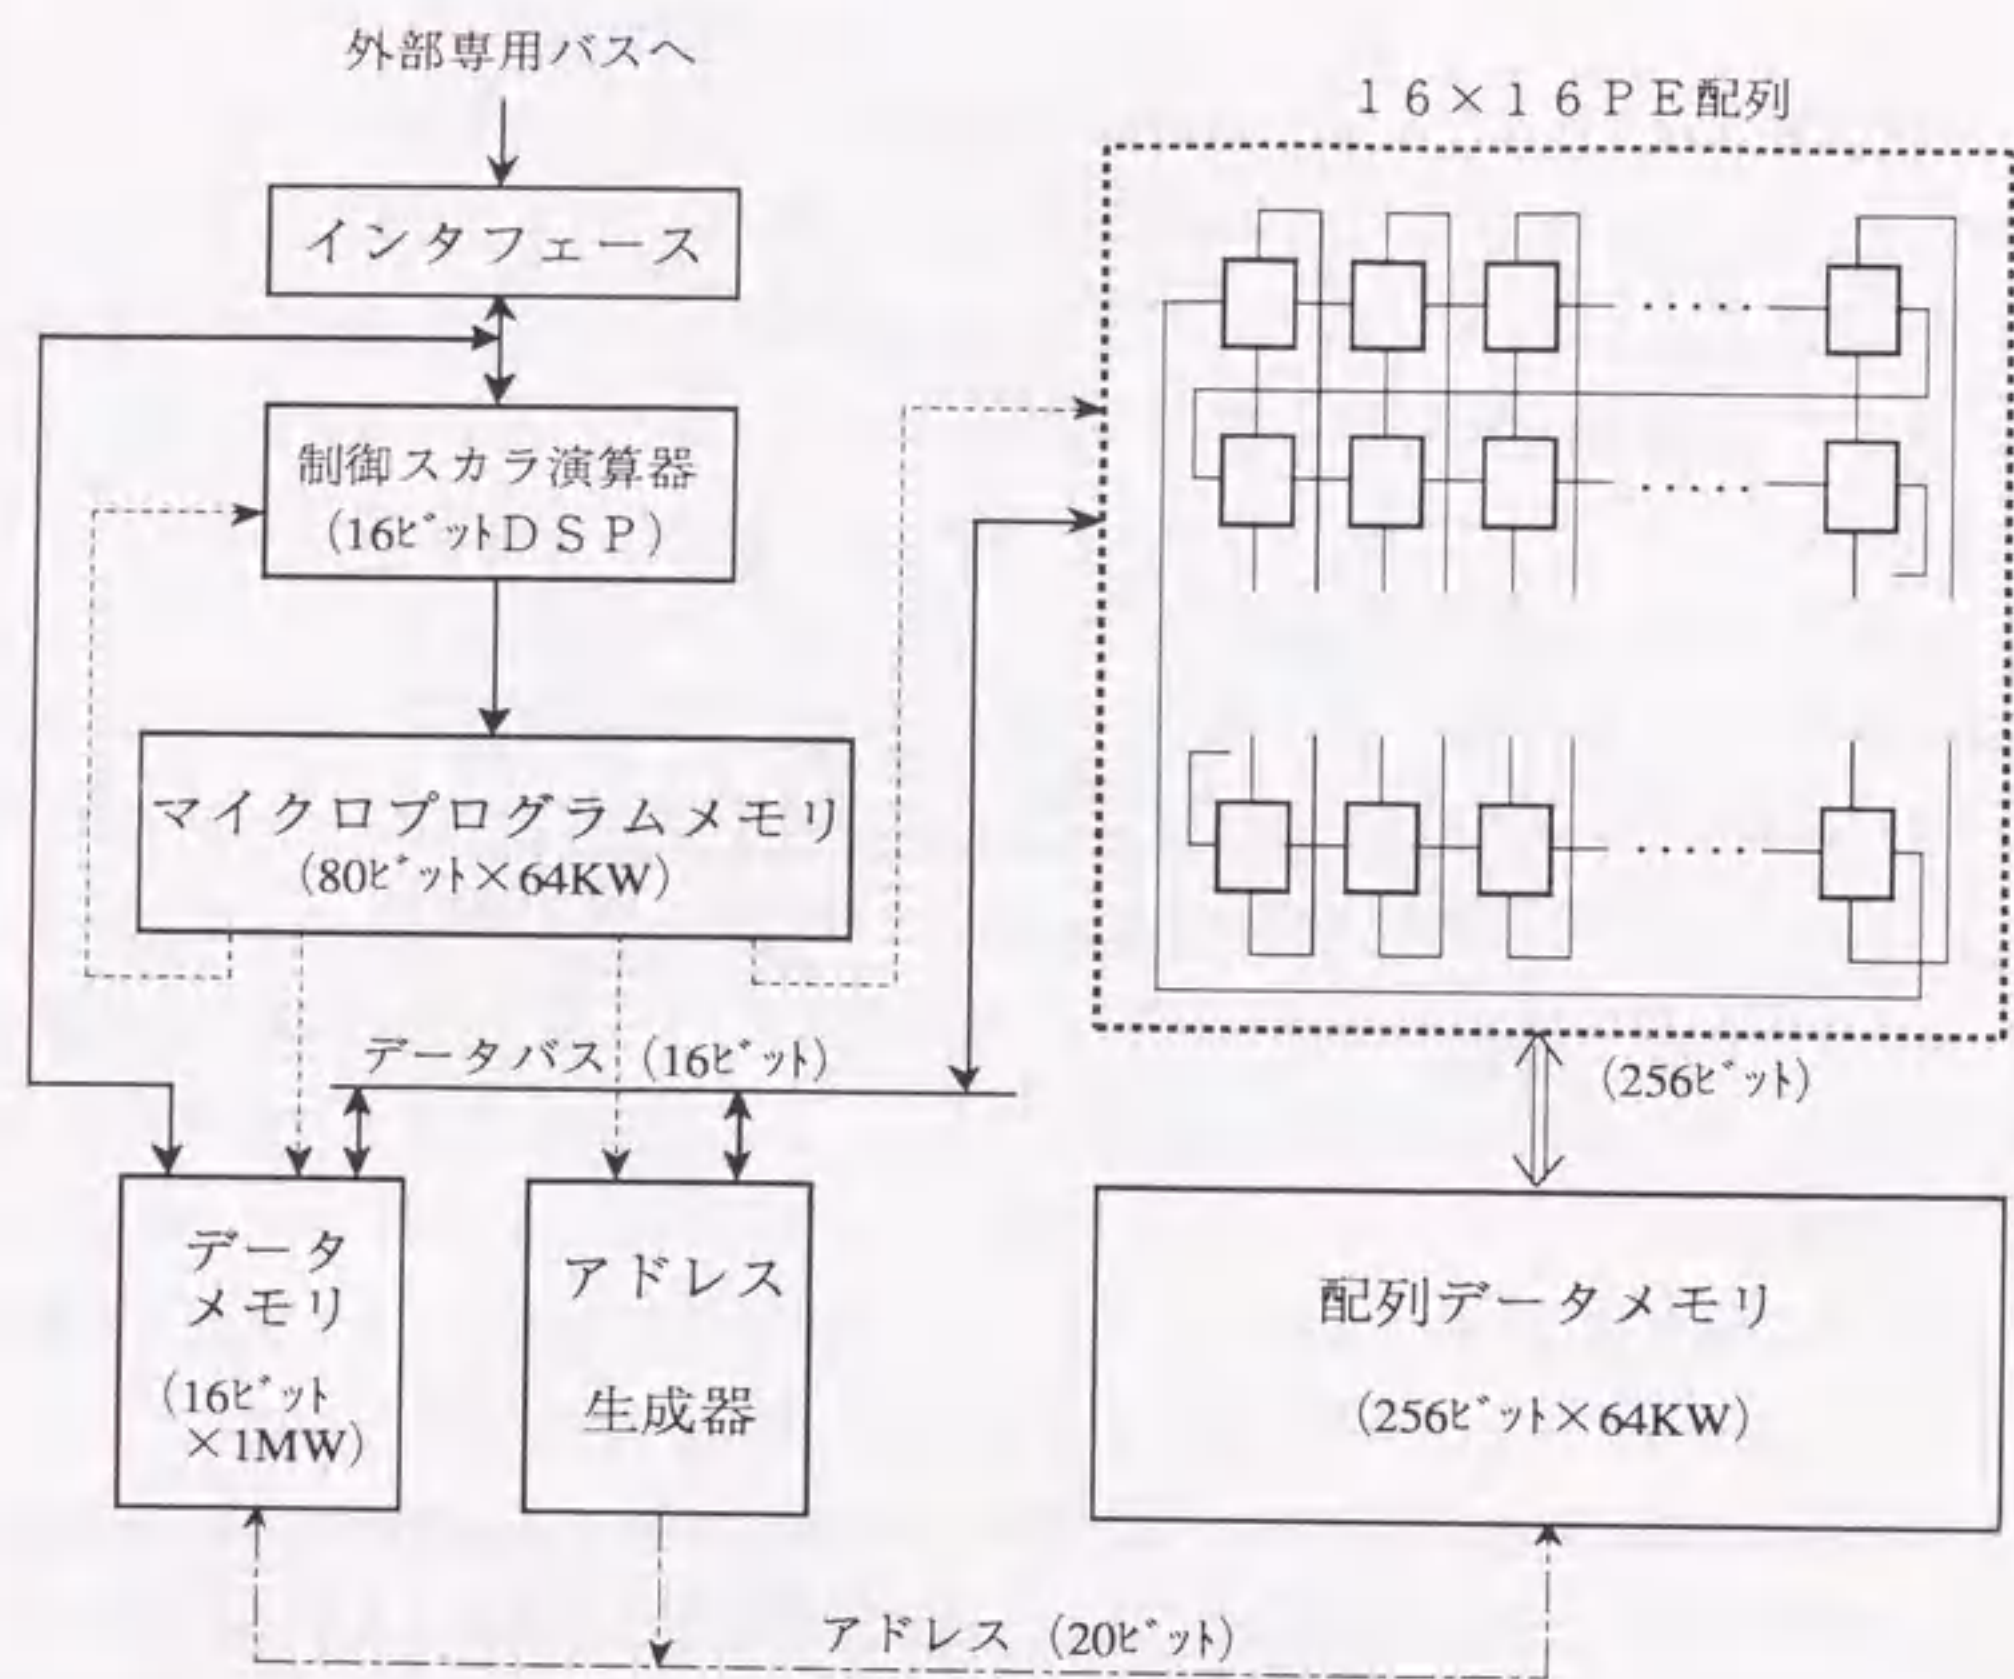 外部専用バスへ
インタフェース
制御スカラ演算器
(16ビットDSP)
マイクロプログラムメモリ
(80ビット×64KW)
データバス (16ビット)
データ
メモリ
(16ビット
×1MW)
アドレス
生成器
アドレス (20ビット)
16×16PE配列
(256ビット)
配列データメモリ
(256ビット×64KW)